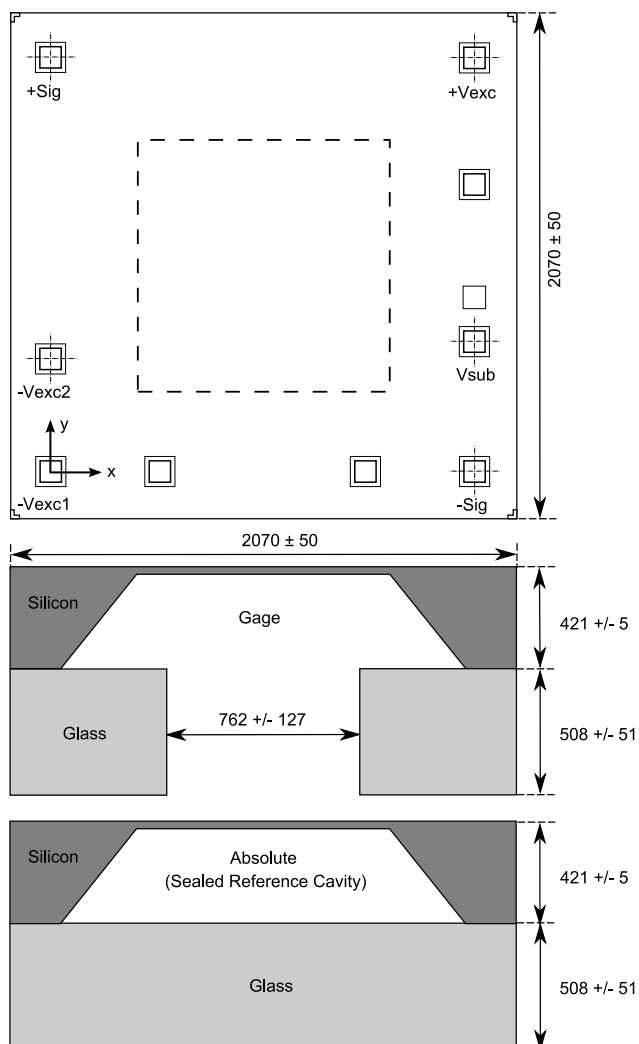 +Sig
+Vexc
2070 ± 50
-Vexc2
Vsub
y
x
-Vexc1
-Sig
2070 ± 50
Silicon
Gage
421 +/- 5
Glass
762 +/- 127
508 +/- 51
Silicon
Absolute
(Sealed Reference Cavity)
421 +/- 5
Glass
508 +/- 51